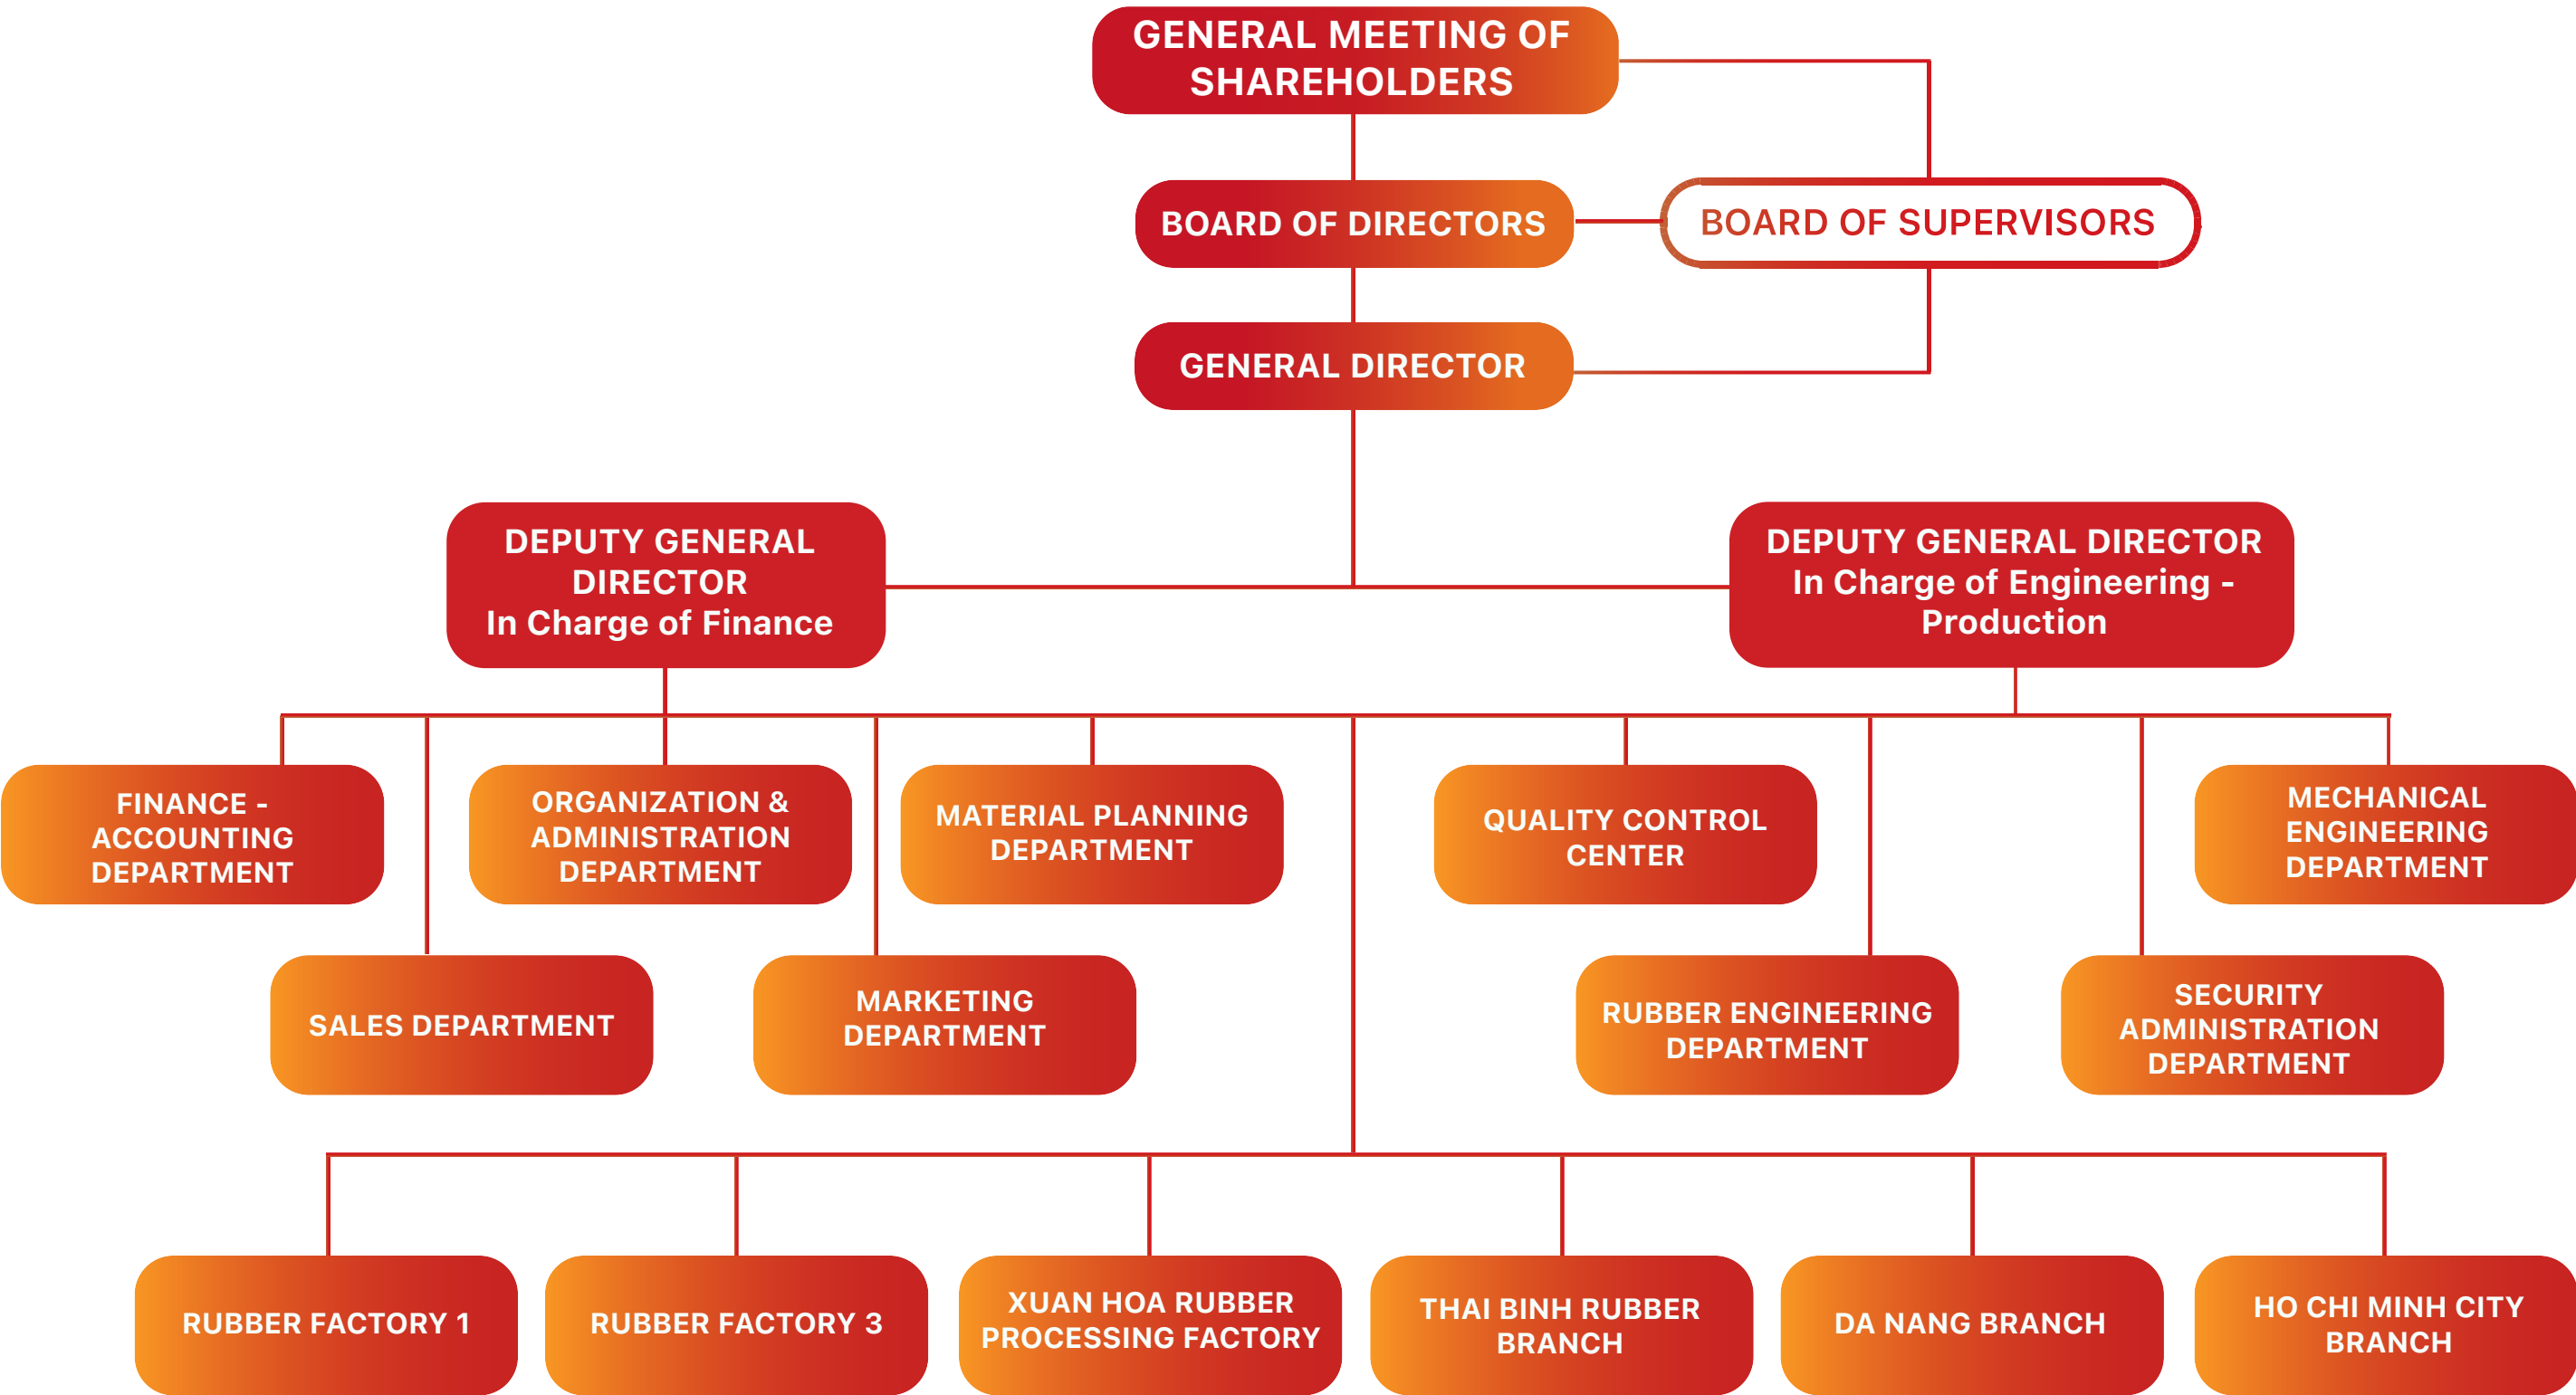 GENERAL MEETING OF
SHAREHOLDERS
BOARD OF DIRECTORS
BOARD OF SUPERVISORS
GENERAL DIRECTOR
DEPUTY GENERAL
DIRECTOR
In Charge of Finance
DEPUTY GENERAL DIRECTOR
In Charge of Engineering -
Production
FINANCE -
ACCOUNTING
DEPARTMENT
ORGANIZATION &
ADMINISTRATION
DEPARTMENT
MATERIAL PLANNING
DEPARTMENT
QUALITY CONTROL
CENTER
MECHANICAL
ENGINEERING
DEPARTMENT
SALES DEPARTMENT
MARKETING
DEPARTMENT
RUBBER ENGINEERING
DEPARTMENT
SECURITY
ADMINISTRATION
DEPARTMENT
RUBBER FACTORY 1
RUBBER FACTORY 3
XUAN HOA RUBBER
PROCESSING FACTORY
THAI BINH RUBBER
BRANCH
DA NANG BRANCH
HO CHI MINH CITY
BRANCH